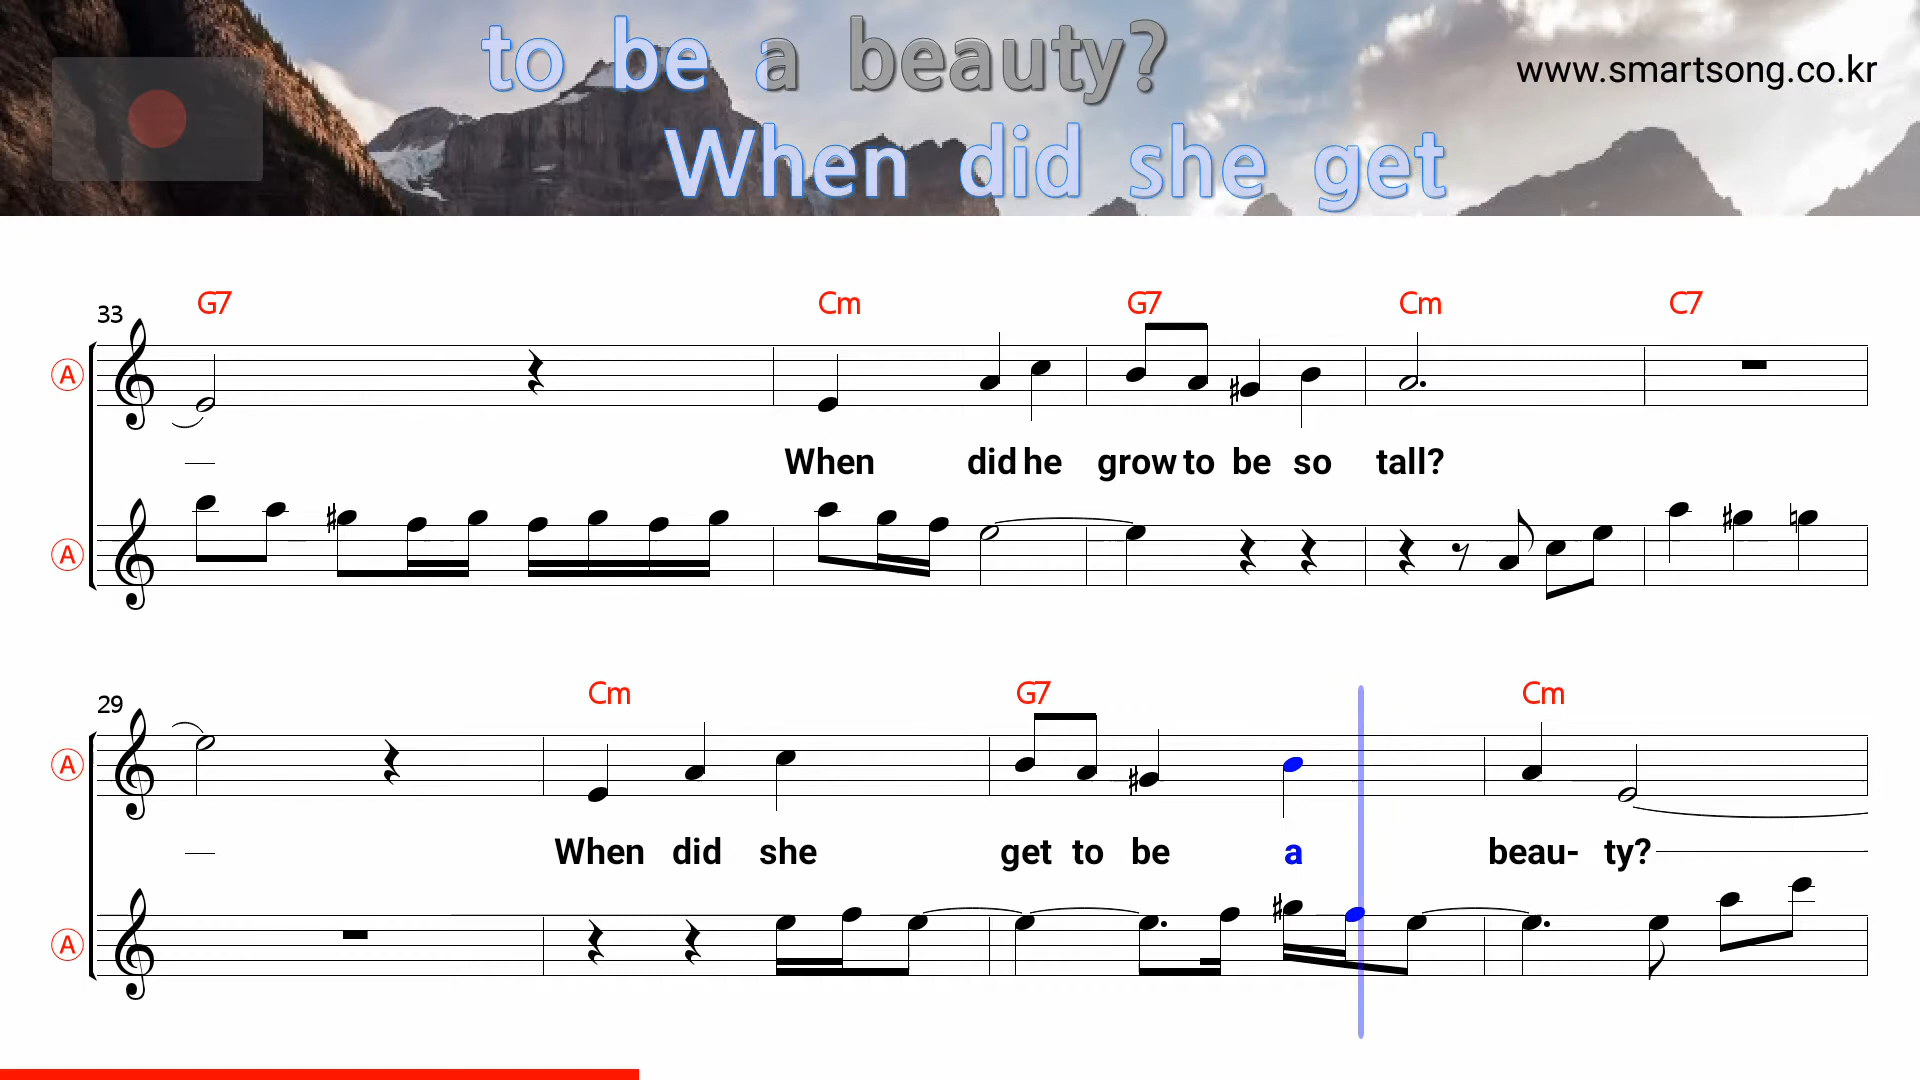 to be a beauty?
www.smartsong.co.kr
When did she get
33 G7 Cm G7 Cm C7
A
When did he grow to be so tall?
A
29 Cm G7 Cm
A
When did she get to be a beau- ty?
A